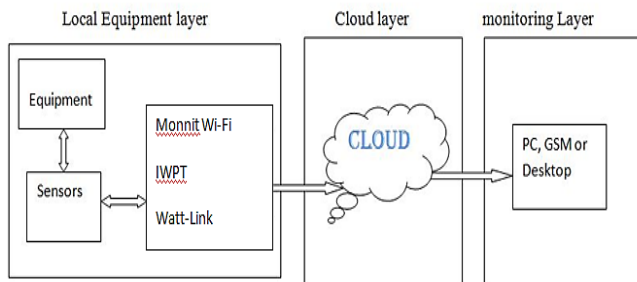 Local Equipment layer
Cloud layer
monitoring Layer
Equipment
Sensors
Monnit Wi-Fi
IWPT
Watt-Link
CLOUD
PC, GSM or
Desktop